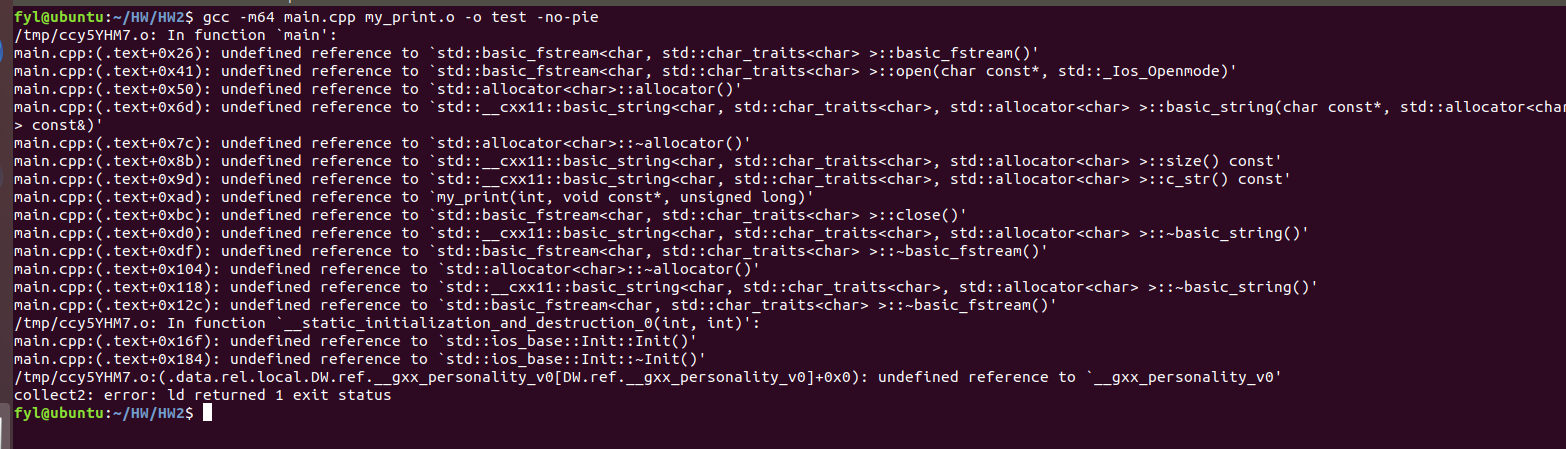 fyl@ubuntu:~/HW/HW2$ gcc -m64 main.cpp my_print.o -o test -no-pie
/tmp/ccy5YHM7.o: In function `main':
main.cpp:(.text+0x26): undefined reference to `std::basic_fstream<char, std::char_traits<char> >::basic_fstream()'
main.cpp:(.text+0x41): undefined reference to `std::basic_fstream<char, std::char_traits<char> >::open(char const*, std::_Ios_Openmode)'
main.cpp:(.text+0x50): undefined reference to `std::allocator<char>::allocator()'
main.cpp:(.text+0x6d): undefined reference to `std::__cxx11::basic_string<char, std::char_traits<char>, std::allocator<char> >::basic_string(char const*, std::allocator<char
> const&)'
main.cpp:(.text+0x7c): undefined reference to `std::allocator<char>::~allocator()'
main.cpp:(.text+0x8b): undefined reference to `std::__cxx11::basic_string<char, std::char_traits<char>, std::allocator<char> >::size() const'
main.cpp:(.text+0x9d): undefined reference to `std::__cxx11::basic_string<char, std::char_traits<char>, std::allocator<char> >::c_str() const'
main.cpp:(.text+0xad): undefined reference to `my_print(int, void const*, unsigned long)'
main.cpp:(.text+0xbc): undefined reference to `std::basic_fstream<char, std::char_traits<char> >::close()'
main.cpp:(.text+0xd0): undefined reference to `std::__cxx11::basic_string<char, std::char_traits<char>, std::allocator<char> >::~basic_string()'
main.cpp:(.text+0xdf): undefined reference to `std::basic_fstream<char, std::char_traits<char> >::~basic_fstream()'
main.cpp:(.text+0x104): undefined reference to `std::allocator<char>::~allocator()'
main.cpp:(.text+0x118): undefined reference to `std::__cxx11::basic_string<char, std::char_traits<char>, std::allocator<char> >::~basic_string()'
main.cpp:(.text+0x12c): undefined reference to `std::basic_fstream<char, std::char_traits<char> >::~basic_fstream()'
/tmp/ccy5YHM7.o: In function `__static_initialization_and_destruction_0(int, int)':
main.cpp:(.text+0x16f): undefined reference to `std::ios_base::Init::Init()'
main.cpp:(.text+0x184): undefined reference to `std::ios_base::Init::~Init()'
/tmp/ccy5YHM7.o:(.data.rel.local.DW.ref.__gxx_personality_v0[DW.ref.__gxx_personality_v0]+0x0): undefined reference to `__gxx_personality_v0'
collect2: error: ld returned 1 exit status
fyl@ubuntu:~/HW/HW2$